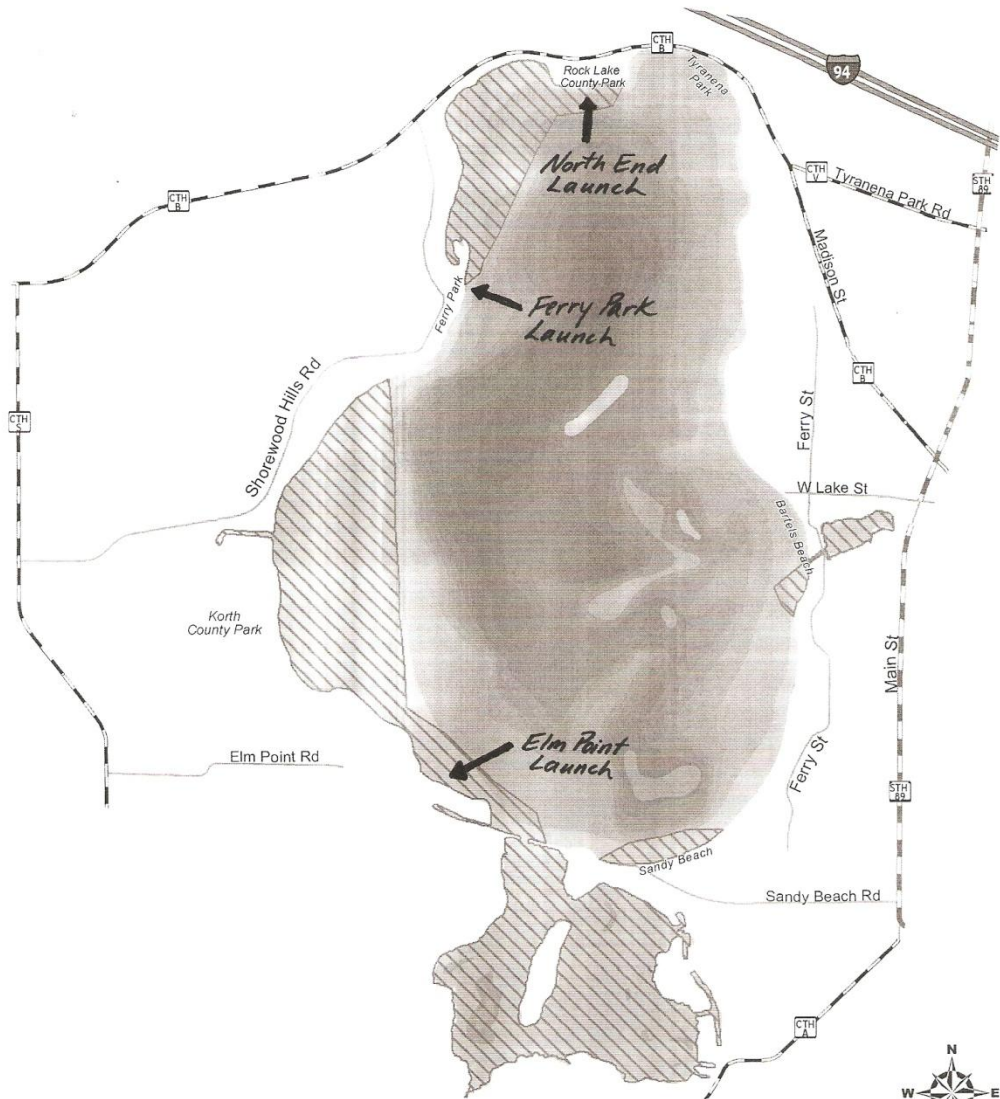 CTH
B
94
Rock Lake
County Park
Tyranena
Park
North End
Launch
CTH
V
Tyranena Park Rd
STH
89
CTH
B
Madison St
Ferry Park
Ferry Park
Launch
Shorewood Hills Rd
CTH
B
CTH
S
Ferry St
W Lake St
Bartels Beach
Korth
County Park
Main St
Elm Point Rd
Elm Point
Launch
Ferry St
STH
89
Sandy Beach
Sandy Beach Rd
CTH
A
N
W
E